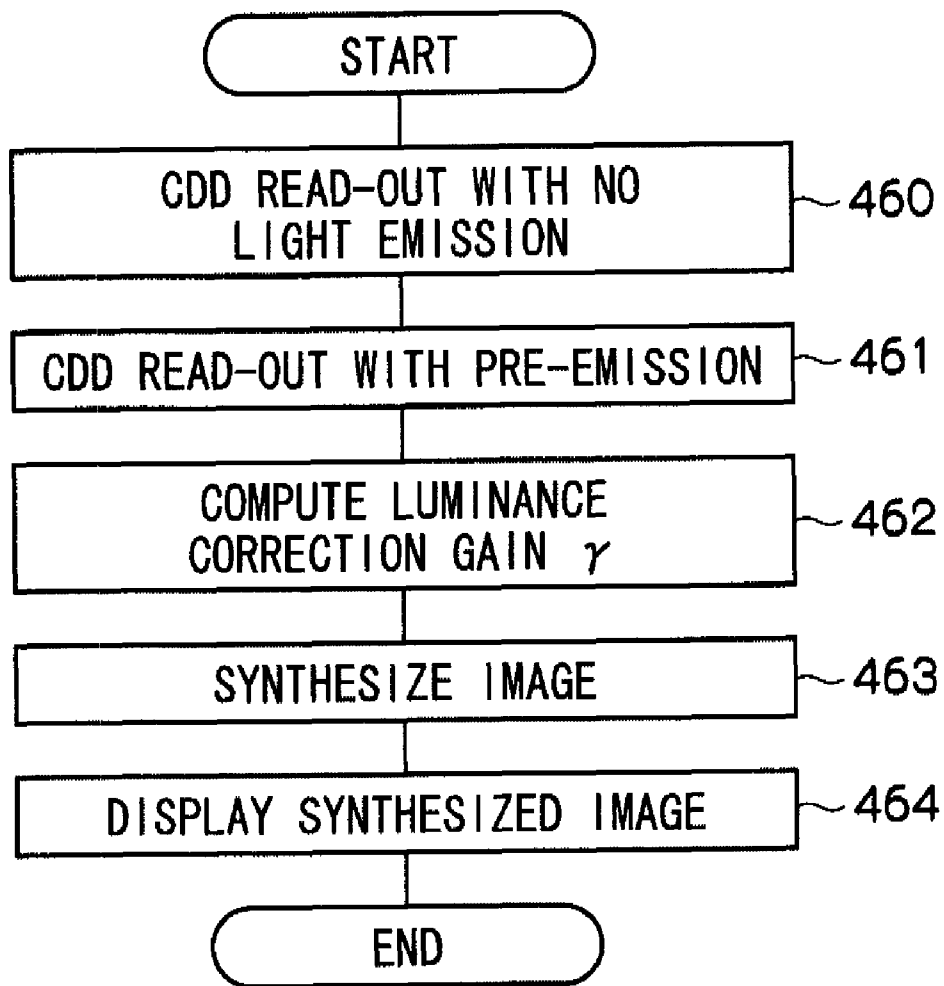 START
CDD READ-OUT WITH NO
LIGHT EMISSION
460
CDD READ-OUT WITH PRE-EMISSION
461
COMPUTE LUMINANCE
CORRECTION GAIN γ
462
SYNTHESIZE IMAGE
463
DISPLAY SYNTHESIZED IMAGE
464
END